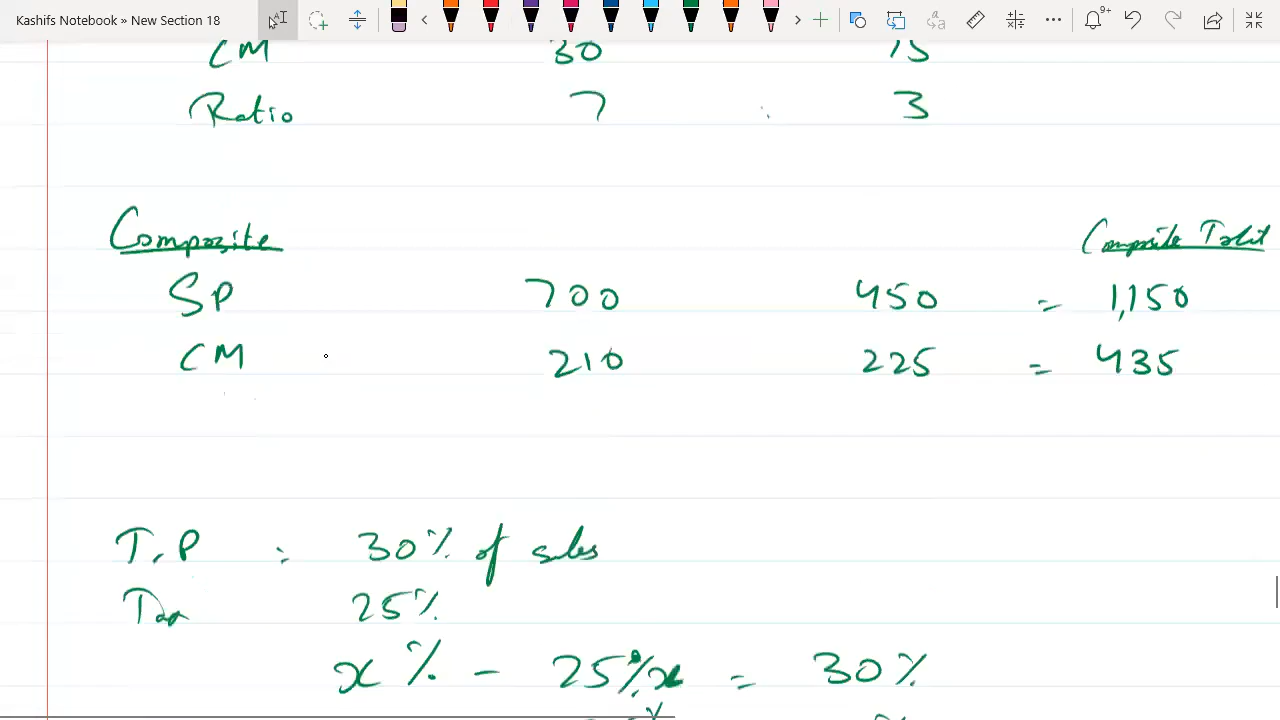 Kashifs Notebook » New Section 18
CM 30 15
Ratio 7 : 3
Composite Composite Total
SP 700 450 = 1,150
CM 210 225 = 435
T.P = 30% of sales
Tax 25%
x % - 25%x = 30%